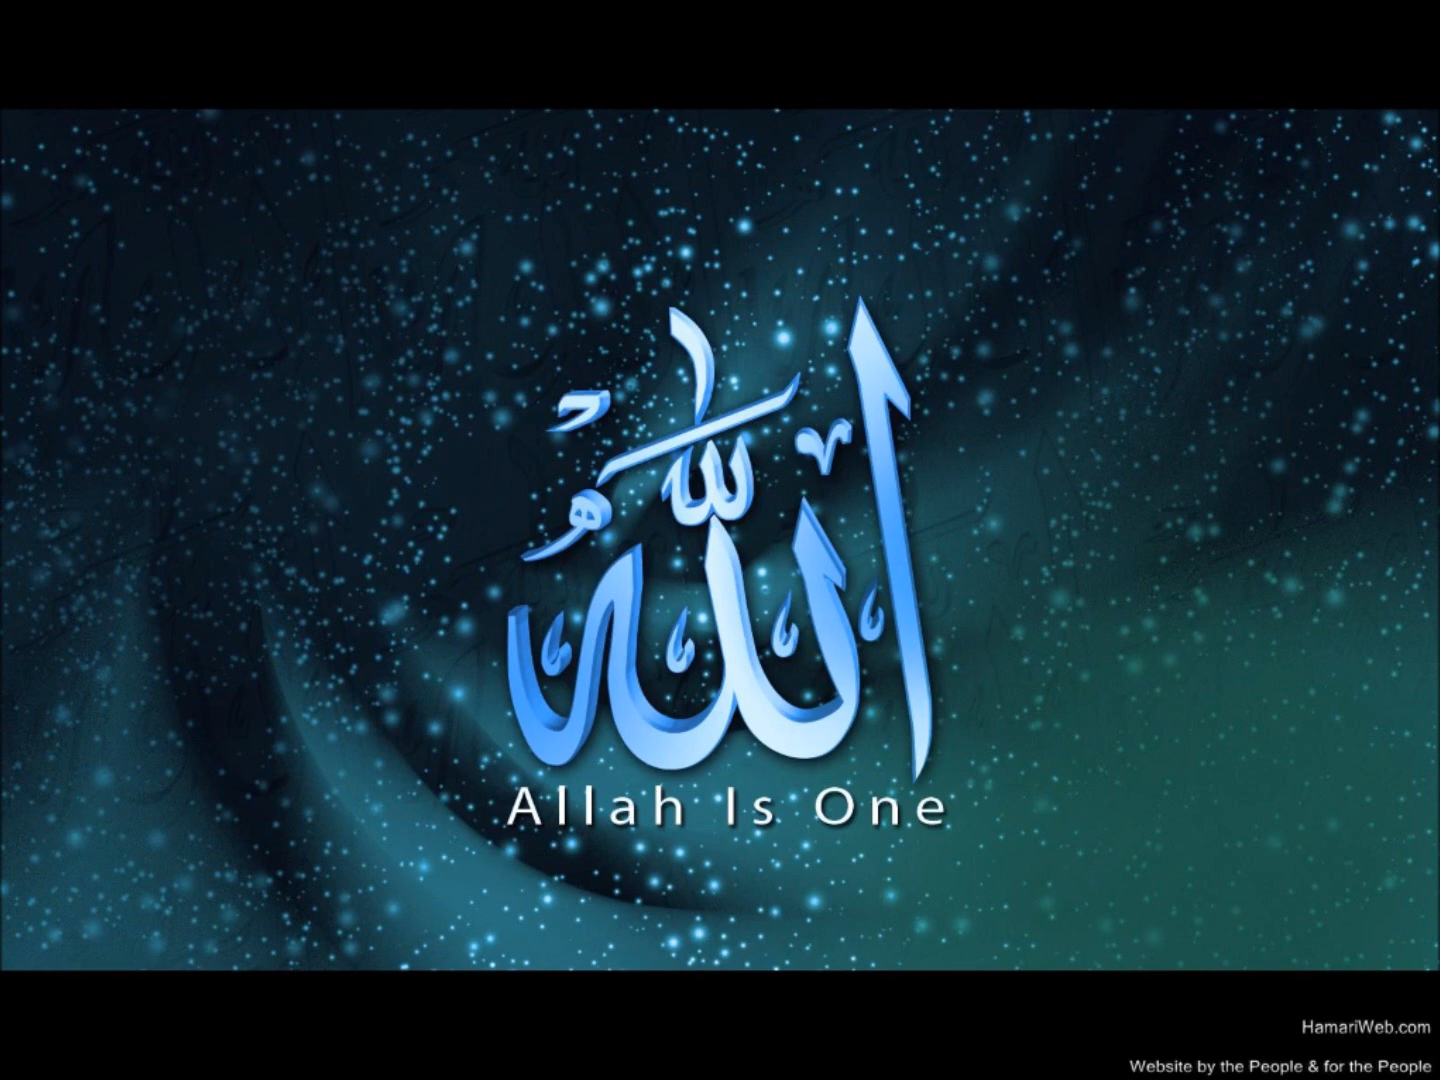 الله
Allah Is One
HamariWeb.com
Website by the People & for the People